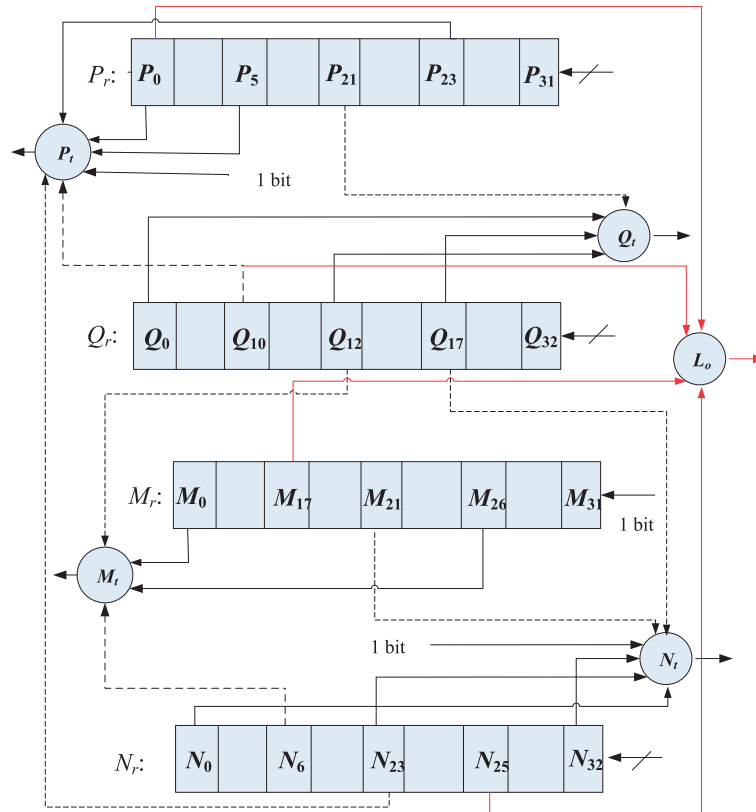 Pr: P0 P5 P21 P23 P31
Pt
1 bit
Qt
Qr: Q0 Q10 Q12 Q17 Q32
Lo
Mr: M0 M17 M21 M26 M31
1 bit
Mt
1 bit
Nt
Nr: N0 N6 N23 N25 N32